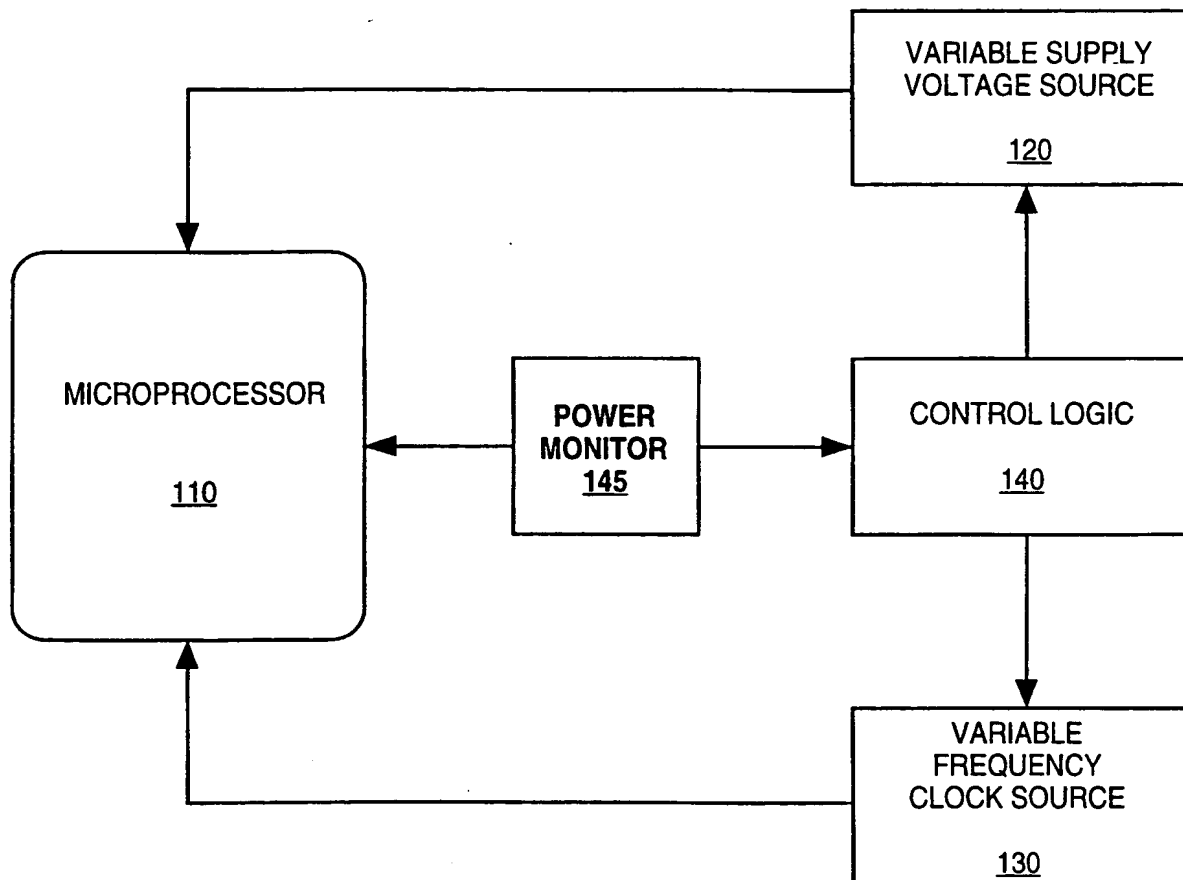 VARIABLE SUPPLY
VOLTAGE SOURCE
120
MICROPROCESSOR
110
POWER
MONITOR
145
CONTROL LOGIC
140
VARIABLE
FREQUENCY
CLOCK SOURCE
130